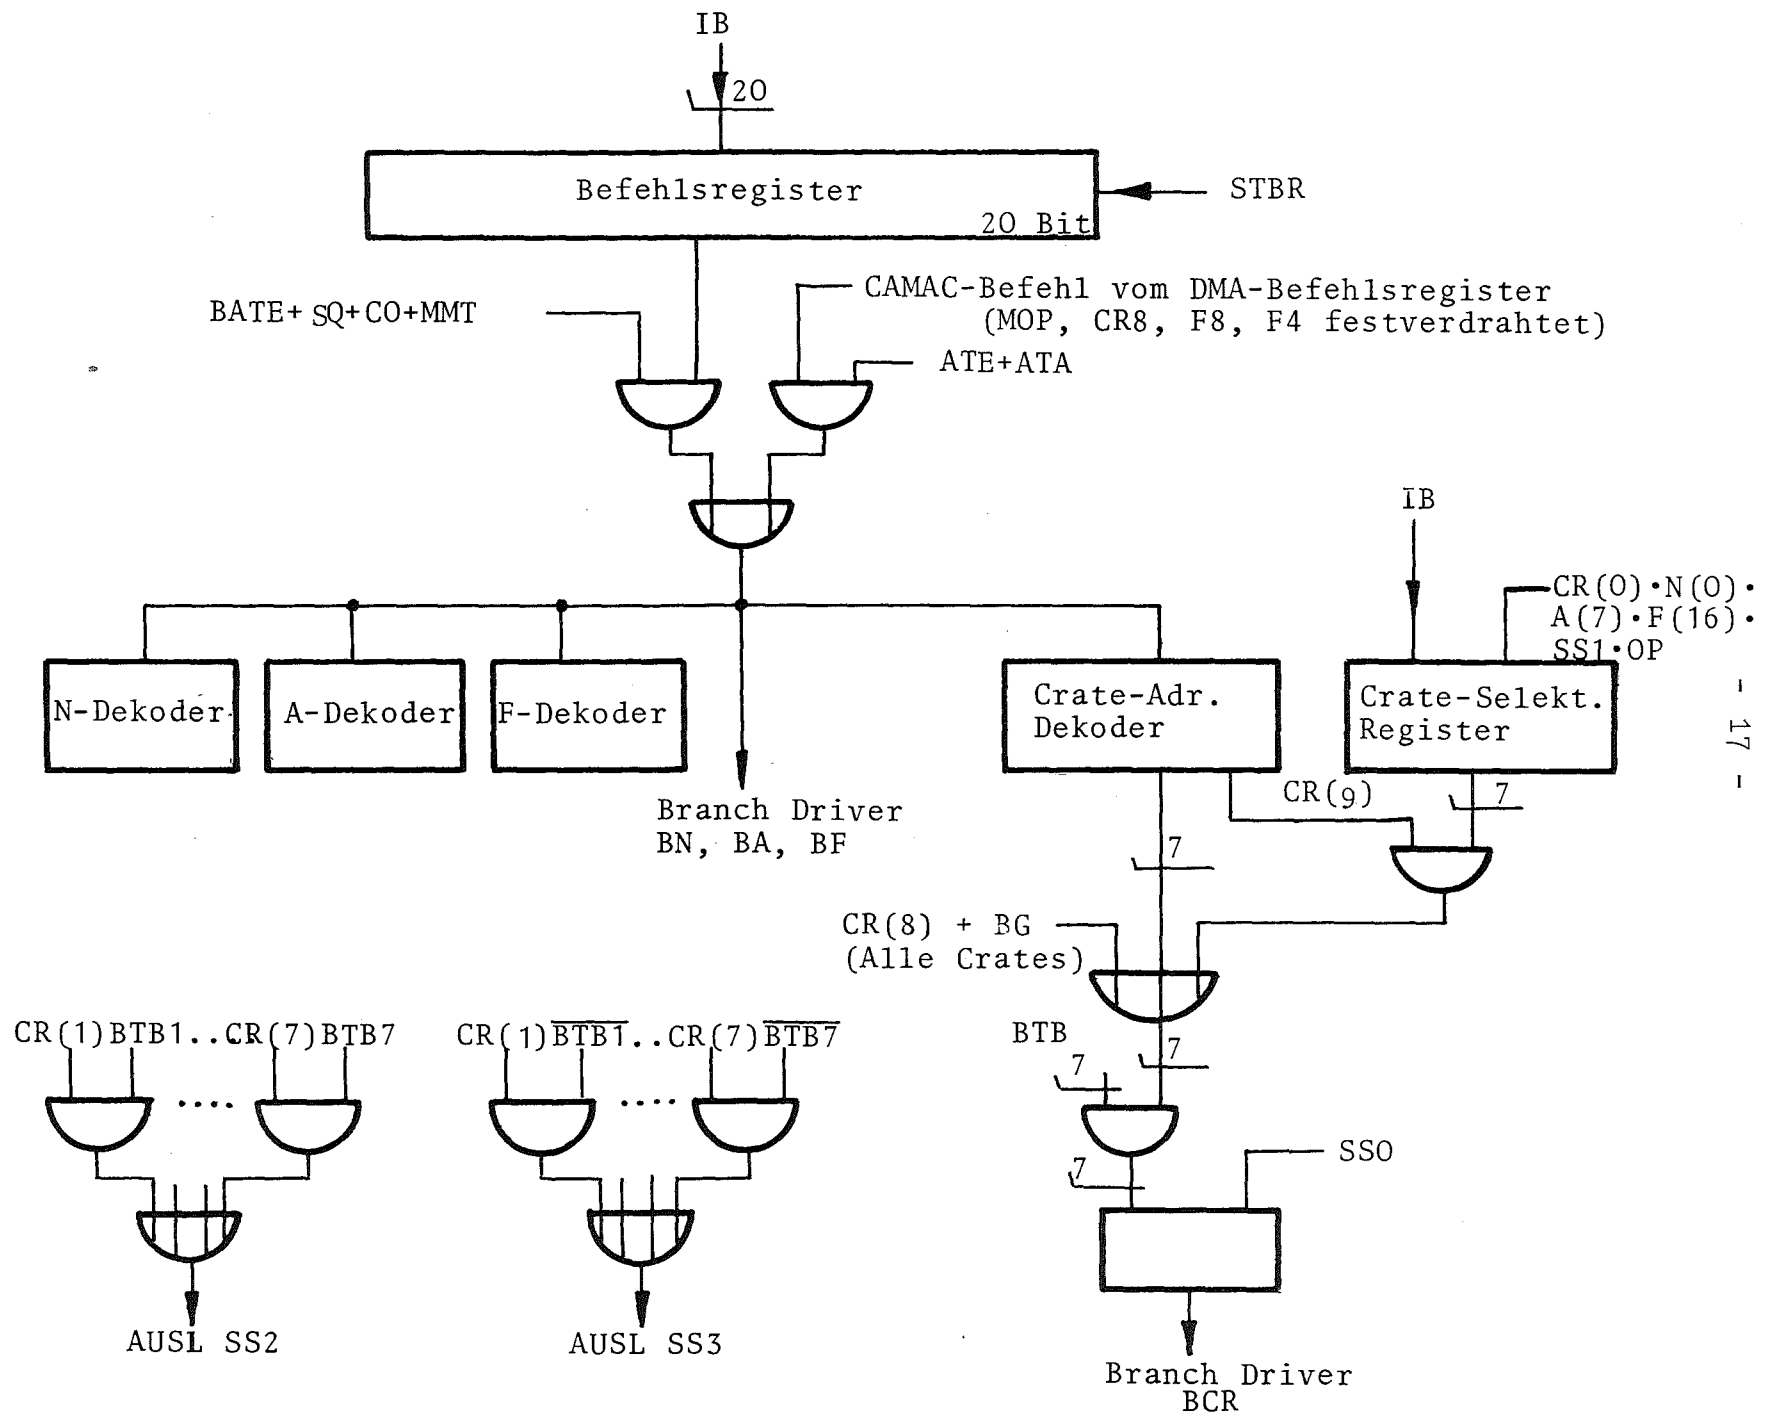 IB
20
Befehlsregister
20 Bit
STBR
BATE+ SQ+CO+MMT
CAMAC-Befehl vom DMA-Befehlsregister
(MOP, CR8, F8, F4 festverdrahtet)
ATE+ATA
IB
CR(0)•N(0)•
A(7)•F(16)•
SS1•OP
N-Dekoder
A-Dekoder
F-Dekoder
Crate-Adr.
Dekoder
Crate-Selekt.
Register
- 17 -
CR(9)
7
Branch Driver
BN, BA, BF
7
CR(8) + BG
(Alle Crates)
CR(1)BTB1..CR(7)BTB7
CR(1)B̅T̅B̅1̅..CR(7)B̅T̅B̅7̅
BTB
7
7
7
SSO
AUSL SS2
AUSL SS3
Branch Driver
BCR